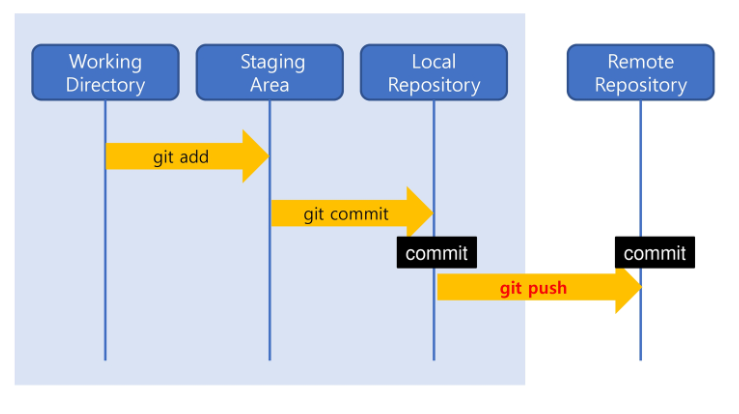 Working
Directory
Staging
Area
Local
Repository
Remote
Repository
git add
git commit
commit
commit
git push